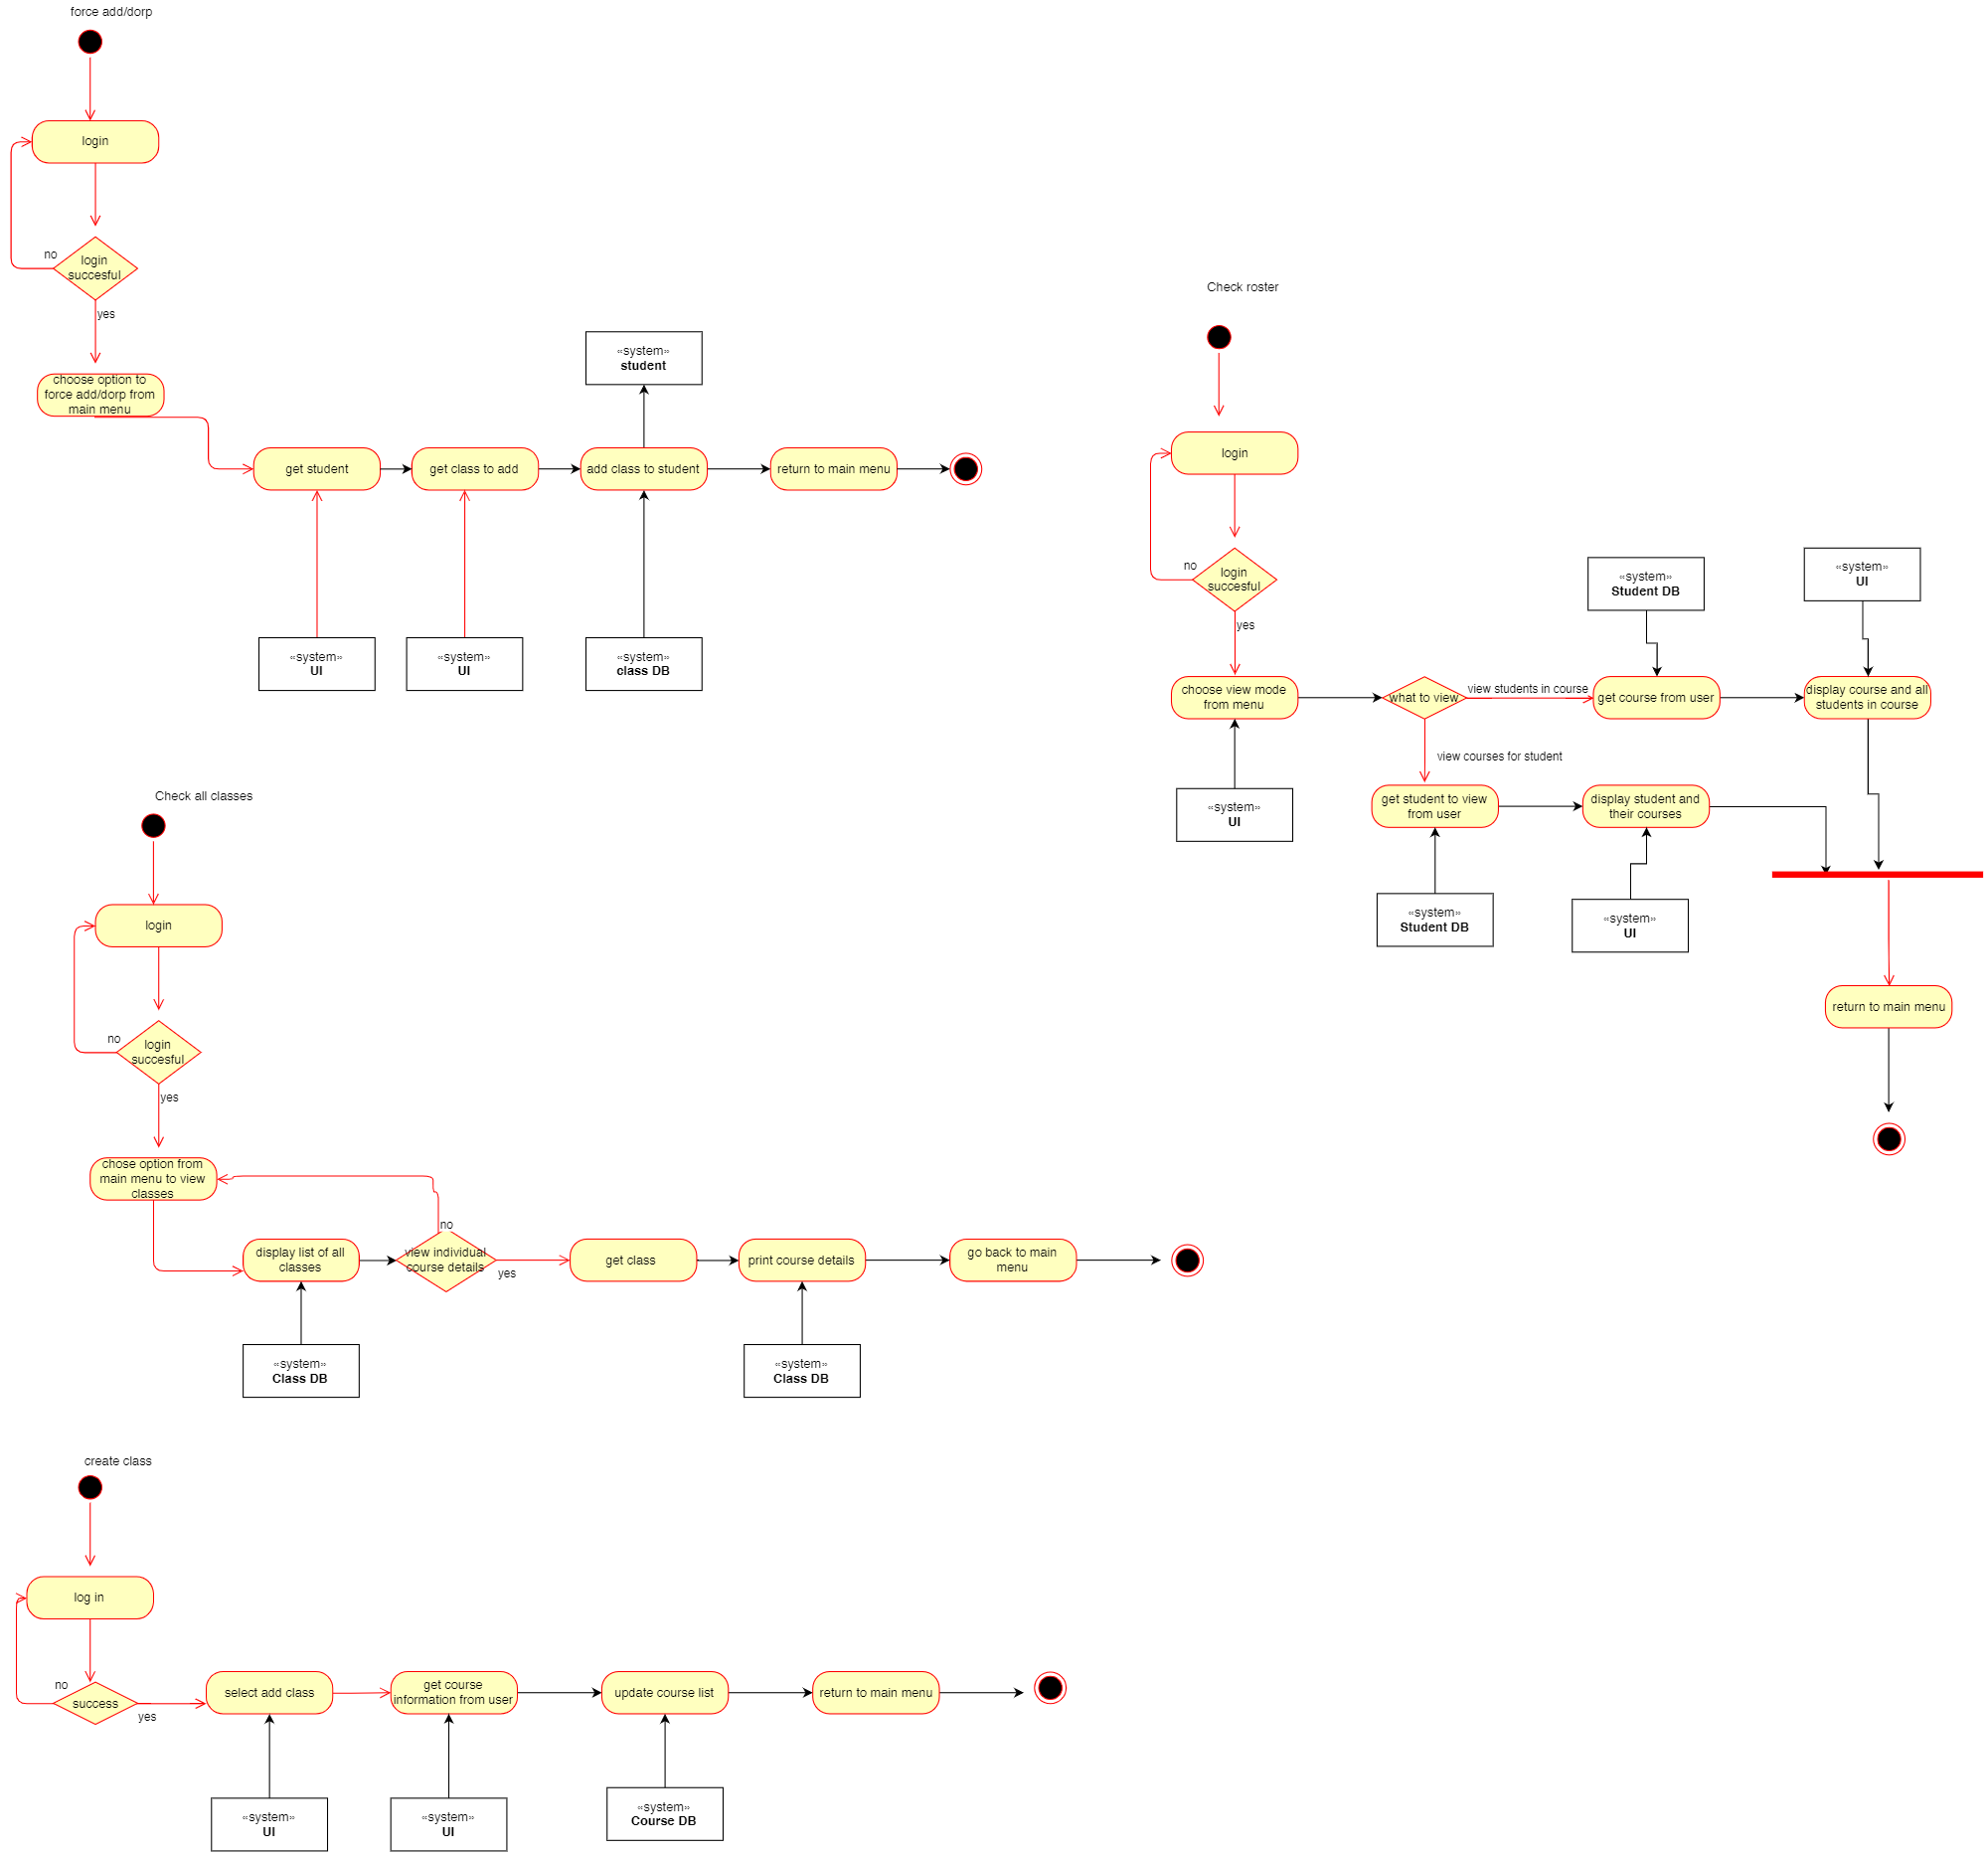 force add/dorp
login
no
login
succesful
yes
choose option to
force add/dorp from
main menu
«system»
student
get student
get class to add
add class to student
return to main menu
«system»
UI
«system»
UI
«system»
class DB
Check roster
login
no
login
succesful
yes
«system»
Student DB
«system»
UI
choose view mode
from menu
what to view
view students in course
get course from user
display course and all
students in course
view courses for student
«system»
UI
get student to view
from user
display student and
their courses
«system»
Student DB
«system»
UI
return to main menu
Check all classes
login
no
login
succesful
yes
chose option from
main menu to view
classes
no
display list of all
classes
view individual
course details
yes
get class
print course details
go back to main
menu
«system»
Class DB
«system»
Class DB
create class
log in
no
success
yes
select add class
get course
information from user
update course list
return to main menu
«system»
UI
«system»
UI
«system»
Course DB